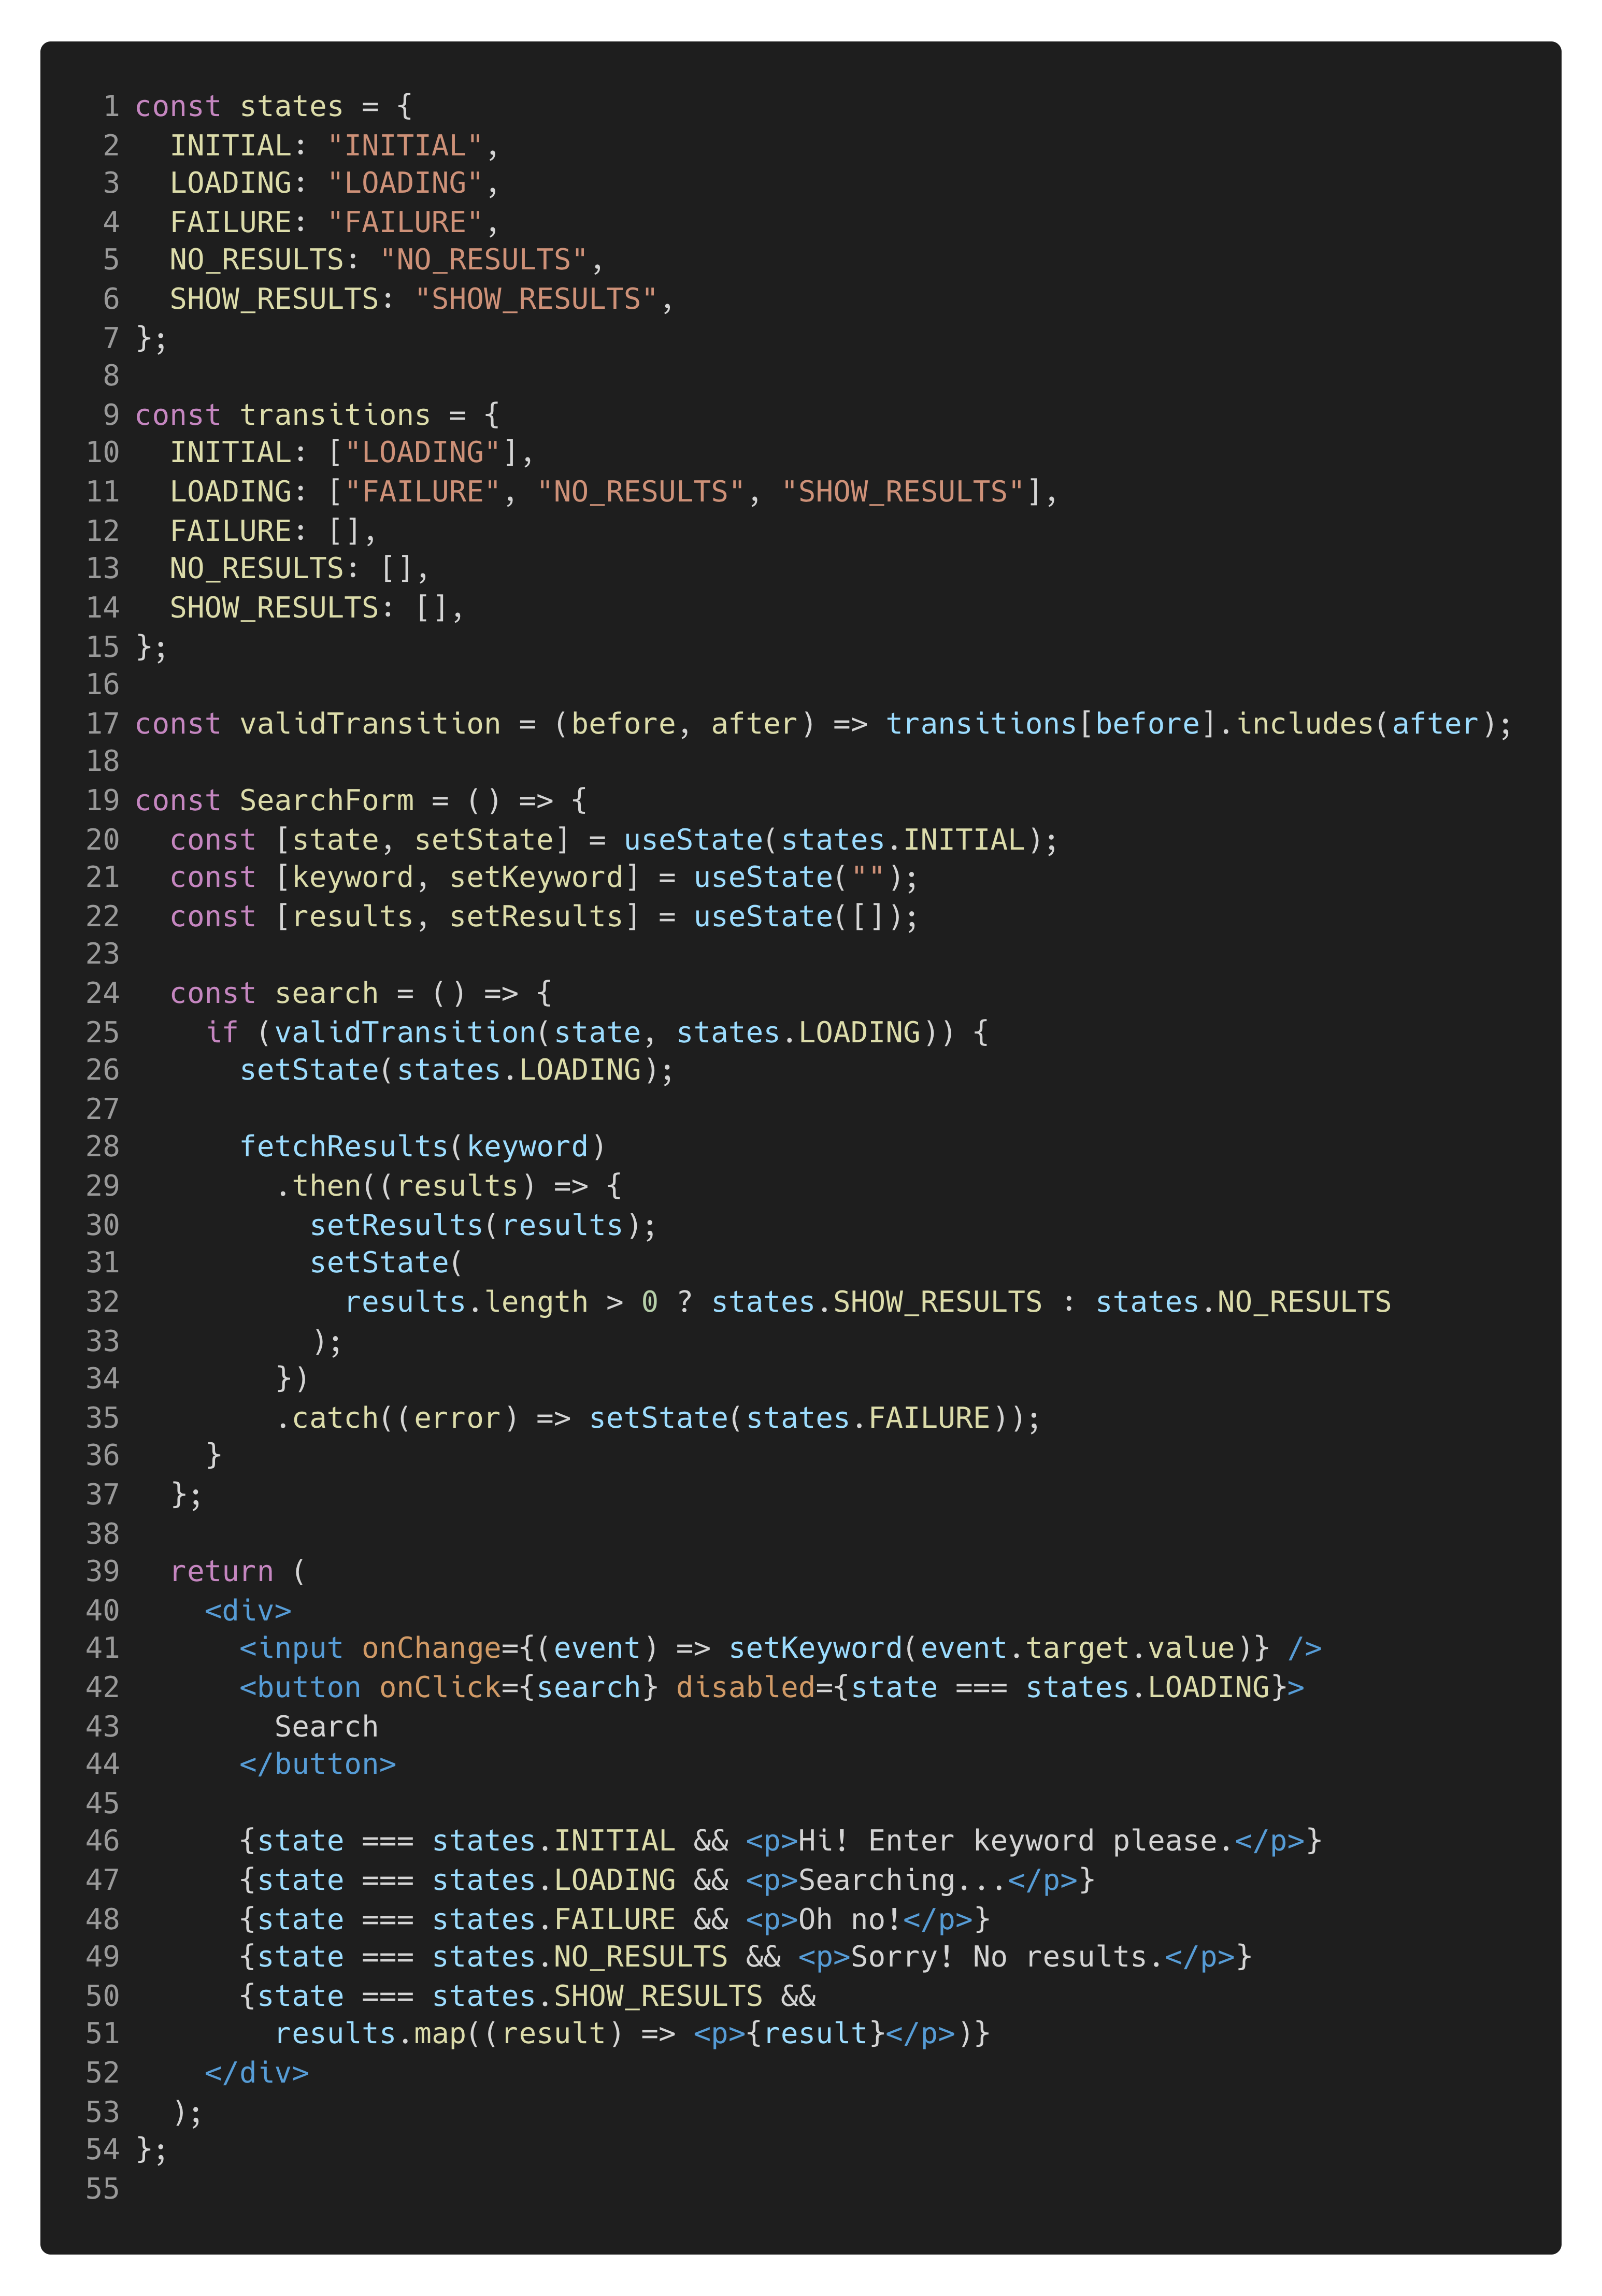 1 const states = {
2   INITIAL: "INITIAL",
3   LOADING: "LOADING",
4   FAILURE: "FAILURE",
5   NO_RESULTS: "NO_RESULTS",
6   SHOW_RESULTS: "SHOW_RESULTS",
7 };
8
9 const transitions = {
10   INITIAL: ["LOADING"],
11   LOADING: ["FAILURE", "NO_RESULTS", "SHOW_RESULTS"],
12   FAILURE: [],
13   NO_RESULTS: [],
14   SHOW_RESULTS: [],
15 };
16
17 const validTransition = (before, after) => transitions[before].includes(after);
18
19 const SearchForm = () => {
20   const [state, setState] = useState(states.INITIAL);
21   const [keyword, setKeyword] = useState("");
22   const [results, setResults] = useState([]);
23
24   const search = () => {
25     if (validTransition(state, states.LOADING)) {
26       setState(states.LOADING);
27
28       fetchResults(keyword)
29         .then((results) => {
30           setResults(results);
31           setState(
32             results.length > 0 ? states.SHOW_RESULTS : states.NO_RESULTS
33           );
34         })
35         .catch((error) => setState(states.FAILURE));
36     }
37   };
38
39   return (
40     <div>
41       <input onChange={(event) => setKeyword(event.target.value)} />
42       <button onClick={search} disabled={state === states.LOADING}>
43         Search
44       </button>
45
46       {state === states.INITIAL && <p>Hi! Enter keyword please.</p>}
47       {state === states.LOADING && <p>Searching...</p>}
48       {state === states.FAILURE && <p>Oh no!</p>}
49       {state === states.NO_RESULTS && <p>Sorry! No results.</p>}
50       {state === states.SHOW_RESULTS &&
51         results.map((result) => <p>{result}</p>)}
52     </div>
53   );
54 };
55